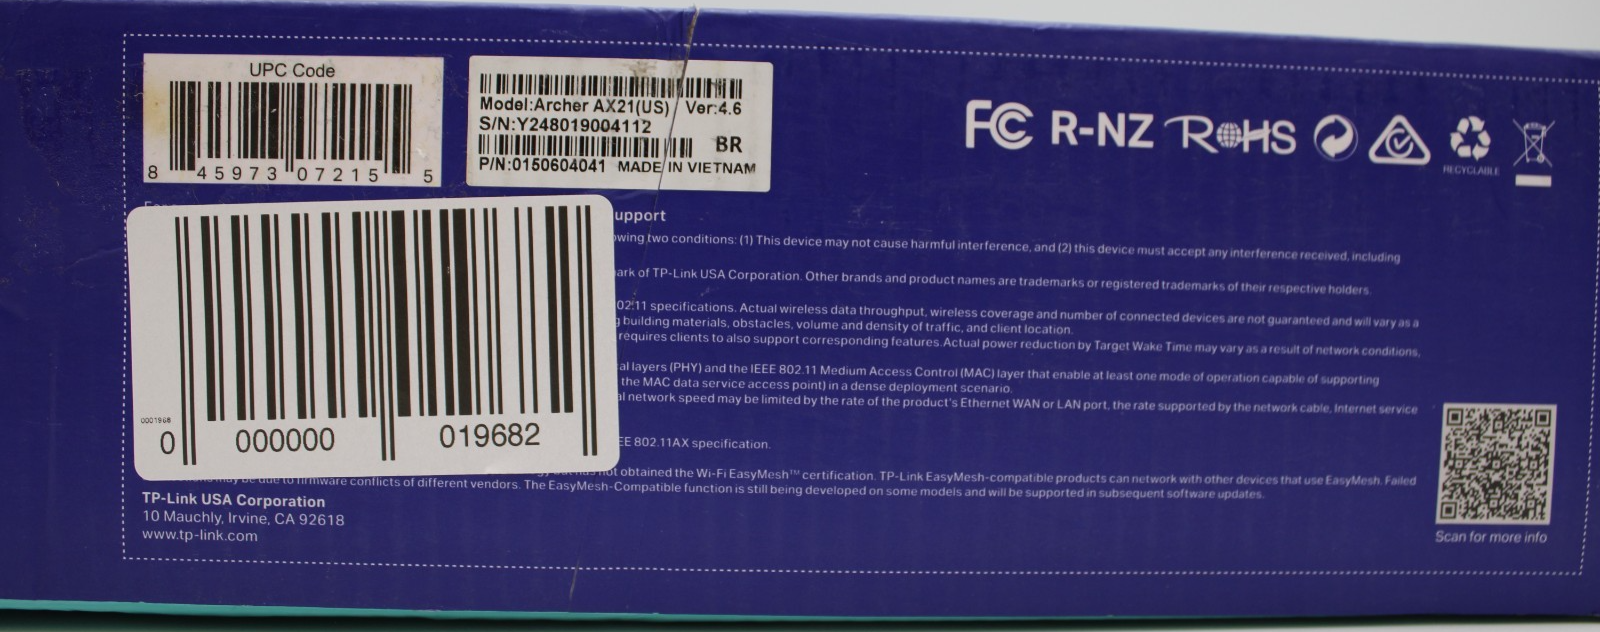 UPC Code
8 45973 07215 5
Model:Archer AX21(US) Ver:4.6
S/N:Y248019004112
BR
P/N:0150604041 MADE IN VIETNAM
FC R-NZ RoHS
RECYCLABLE
upport
owing two conditions: (1) This device may not cause harmful interference, and (2) this device must accept any interference received, including
ark of TP-Link USA Corporation. Other brands and product names are trademarks or registered trademarks of their respective holders.
02.11 specifications. Actual wireless data throughput, wireless coverage and number of connected devices are not guaranteed and will vary as a
g building materials, obstacles, volume and density of traffic, and client location.
requires clients to also support corresponding features. Actual power reduction by Target Wake Time may vary as a result of network conditions,
al layers (PHY) and the IEEE 802.11 Medium Access Control (MAC) layer that enable at least one mode of operation capable of supporting
the MAC data service access point) in a dense deployment scenario.
al network speed may be limited by the rate of the product's Ethernet WAN or LAN port, the rate supported by the network cable, Internet service
EE 802.11AX specification.
not obtained the Wi-Fi EasyMesh™ certification. TP-Link EasyMesh-compatible products can network with other devices that use EasyMesh. Failed
may be due to firmware conflicts of different vendors. The EasyMesh-Compatible function is still being developed on some models and will be supported in subsequent software updates.
0001968
0 000000 019682
TP-Link USA Corporation
10 Mauchly, Irvine, CA 92618
www.tp-link.com
Scan for more info